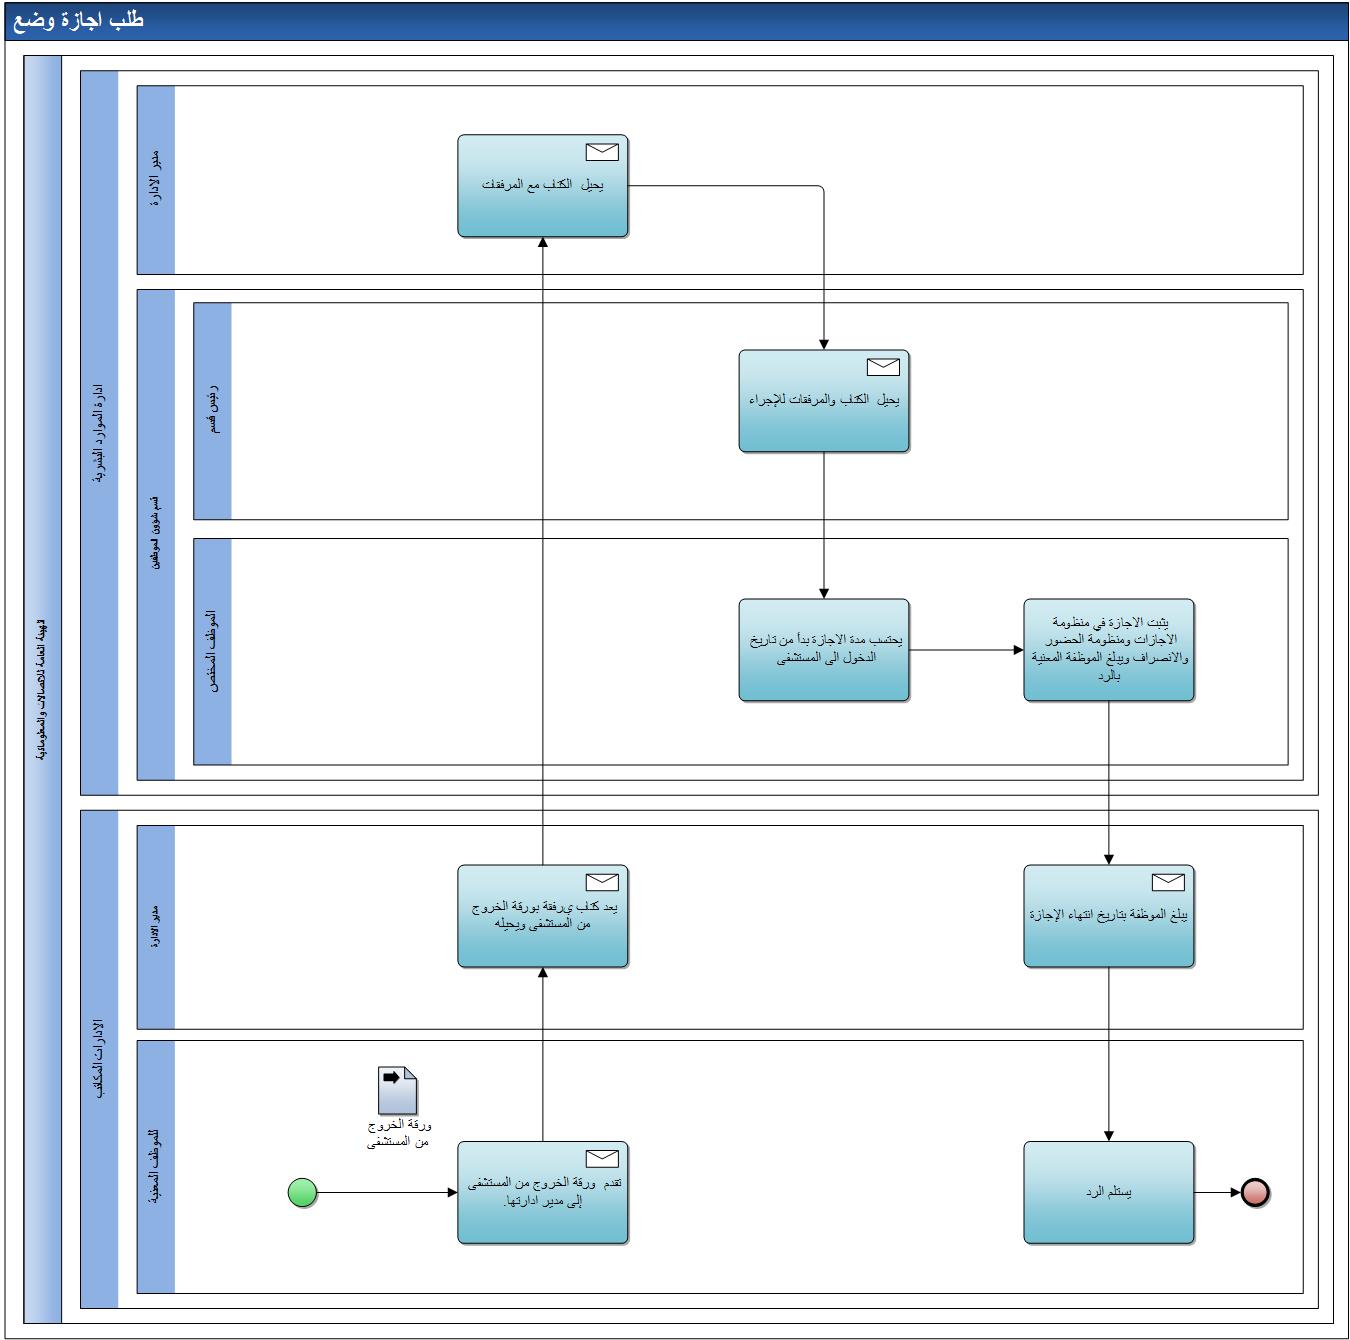 طلب اجازة وضع
الهيئة العامة للاتصالات والمعلوماتية
ادارة الموارد البشرية
مدير الادارة
يحيل الكتاب مع المرفقات
قسم شؤون الموظفين
رئيس قسم
يحيل الكتاب والمرفقات للإجراء
الموظف المختص
يحتسب مدة الاجازة بدأ من تاريخ
الدخول الى المستشفى
يثبت الاجازة في منظومة
الاجازات ومنظومة الحضور
والانصراف ويبلغ الموظفة المعنية
بالرد
الادارات المكاتب
مدير الادارة
يعد كتاب يرفقة بورقة الخروج
من المستشفى ويحيله
يبلغ الموظفة بتاريخ انتهاء الإجازة
الموظف المعنية
ورقة الخروج
من المستشفى
تقدم ورقة الخروج من المستشفى
إلى مدير ادارتها.
يستلم الرد